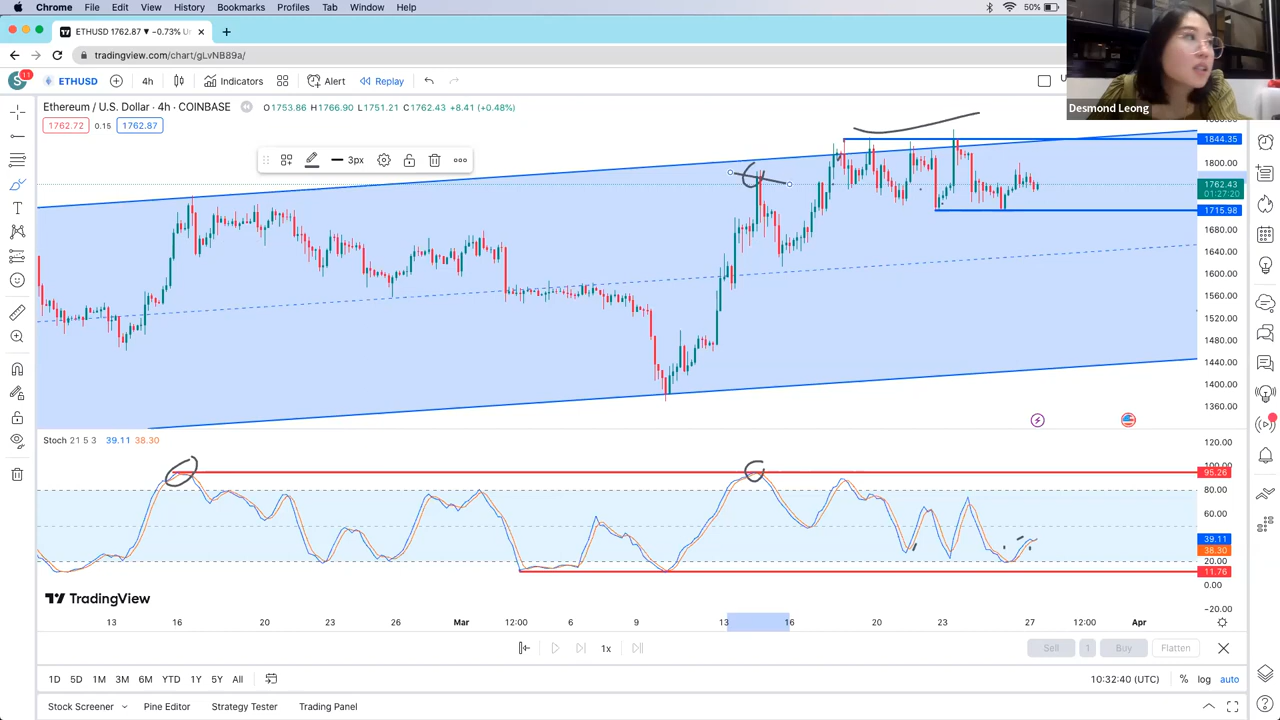 Chrome File Edit View History Bookmarks Profiles Tab Window Help 50%
ETHUSD 1762.87 ▼ −0.73% Un
tradingview.com/chart/gLvNB89a/
S 11 ETHUSD 4h Indicators Alert Replay
Desmond Leong
Ethereum / U.S. Dollar · 4h · COINBASE O1753.86 H1766.90 L1751.21 C1762.43 +8.41 (+0.48%)
1762.72 0.15 1762.87
3px
1844.35
1800.00
1762.43
01:27:20
1715.98
1680.00
1640.00
1600.00
1560.00
1520.00
1480.00
1440.00
1400.00
1360.00
Stoch 21 5 3 39.11 38.30
120.00
95.26
80.00
60.00
39.11
38.30
20.00
11.76
0.00
−20.00
TradingView
13 16 20 23 26 Mar 12:00 6 9 13 16 20 23 27 12:00 Apr
1x Sell 1 Buy Flatten
1D 5D 1M 3M 6M YTD 1Y 5Y All 10:32:40 (UTC) % log auto
Stock Screener Pine Editor Strategy Tester Trading Panel